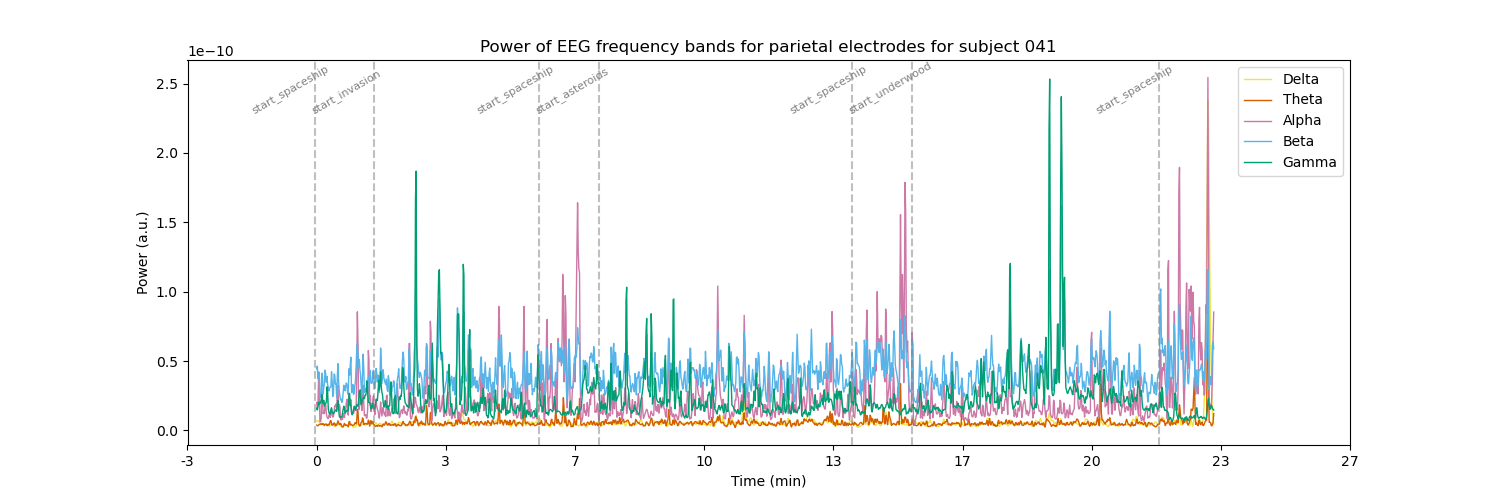 Power of EEG frequency bands for parietal electrodes for subject 041
1e−10
start_spaceship
start_invasion
start_spaceship
start_asteroids
start_spaceship
start_underwood
start_spaceship
Delta
Theta
Alpha
Beta
Gamma
2.5
2.0
1.5
1.0
0.5
0.0
Power (a.u.)
-3 0 3 7 10 13 17 20 23 27
Time (min)